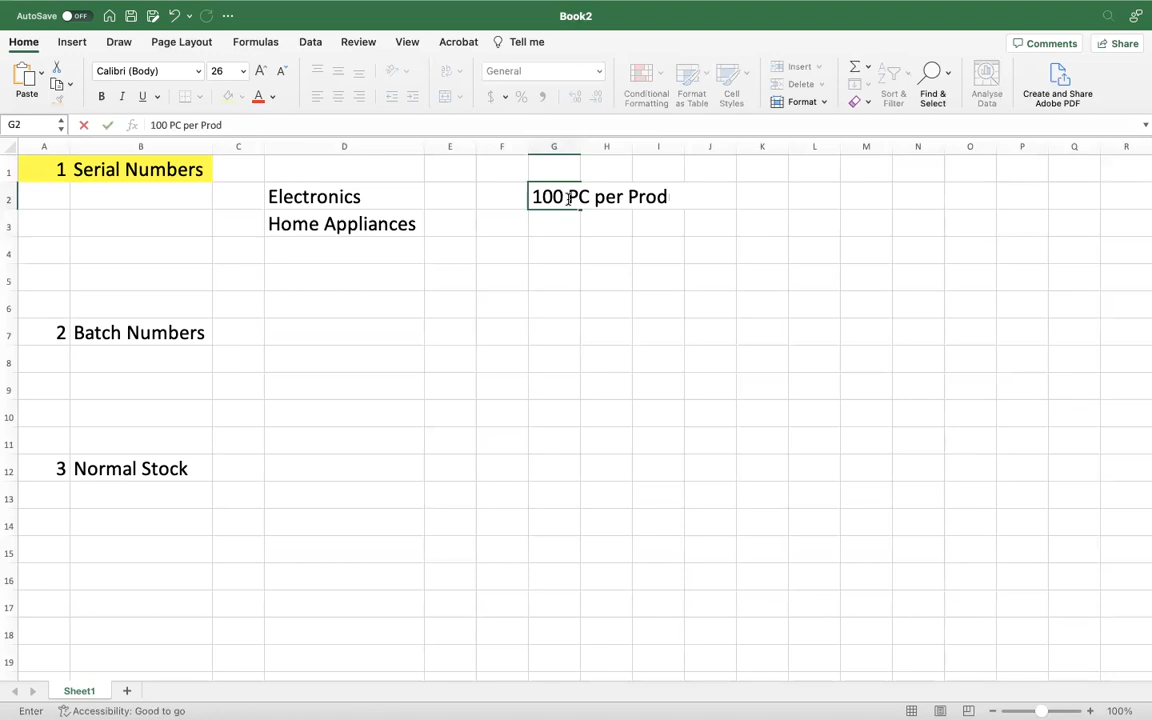 AutoSave OFF Book2
Home Insert Draw Page Layout Formulas Data Review View Acrobat Tell me Comments Share
Paste Calibri (Body) 26 A A General Insert Delete Format Conditional Formatting Format as Table Cell Styles Sort & Filter Find & Select Analyse Data Create and Share Adobe PDF
B I U A $ % ,
G2 fx 100 PC per Prod
A B C D E F G H I J K L M N O P Q R
1 1 Serial Numbers
2 Electronics 100 PC per Prod
3 Home Appliances
4
5
6
7 2 Batch Numbers
8
9
10
11
12 3 Normal Stock
13
14
15
16
17
18
19
Sheet1 +
Enter Accessibility: Good to go 100%